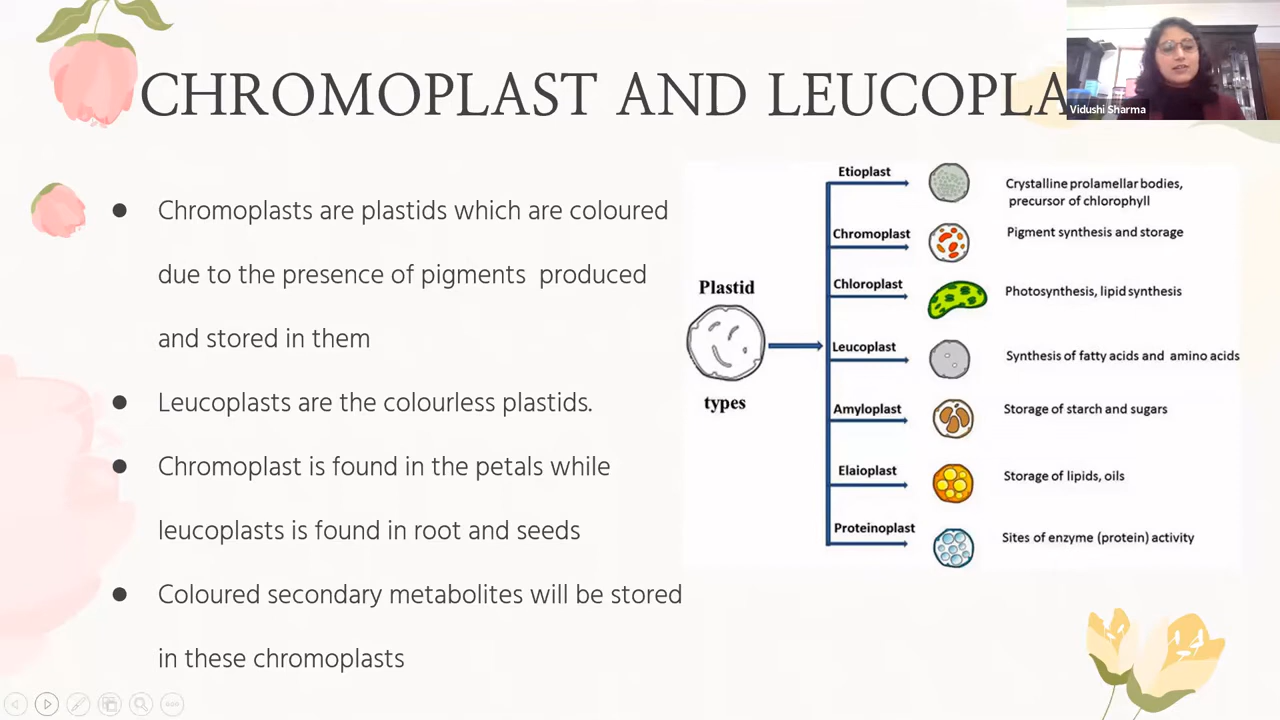 CHROMOPLAST AND LEUCOPLA
Vidushi Sharma
● Chromoplasts are plastids which are coloured
due to the presence of pigments produced
and stored in them
● Leucoplasts are the colourless plastids.
● Chromoplast is found in the petals while
leucoplasts is found in root and seeds
● Coloured secondary metabolites will be stored
in these chromoplasts
Plastid
types
Etioplast
Crystalline prolamellar bodies,
precursor of chlorophyll
Chromoplast
Pigment synthesis and storage
Chloroplast
Photosynthesis, lipid synthesis
Leucoplast
Synthesis of fatty acids and amino acids
Amyloplast
Storage of starch and sugars
Elaioplast
Storage of lipids, oils
Proteinoplast
Sites of enzyme (protein) activity